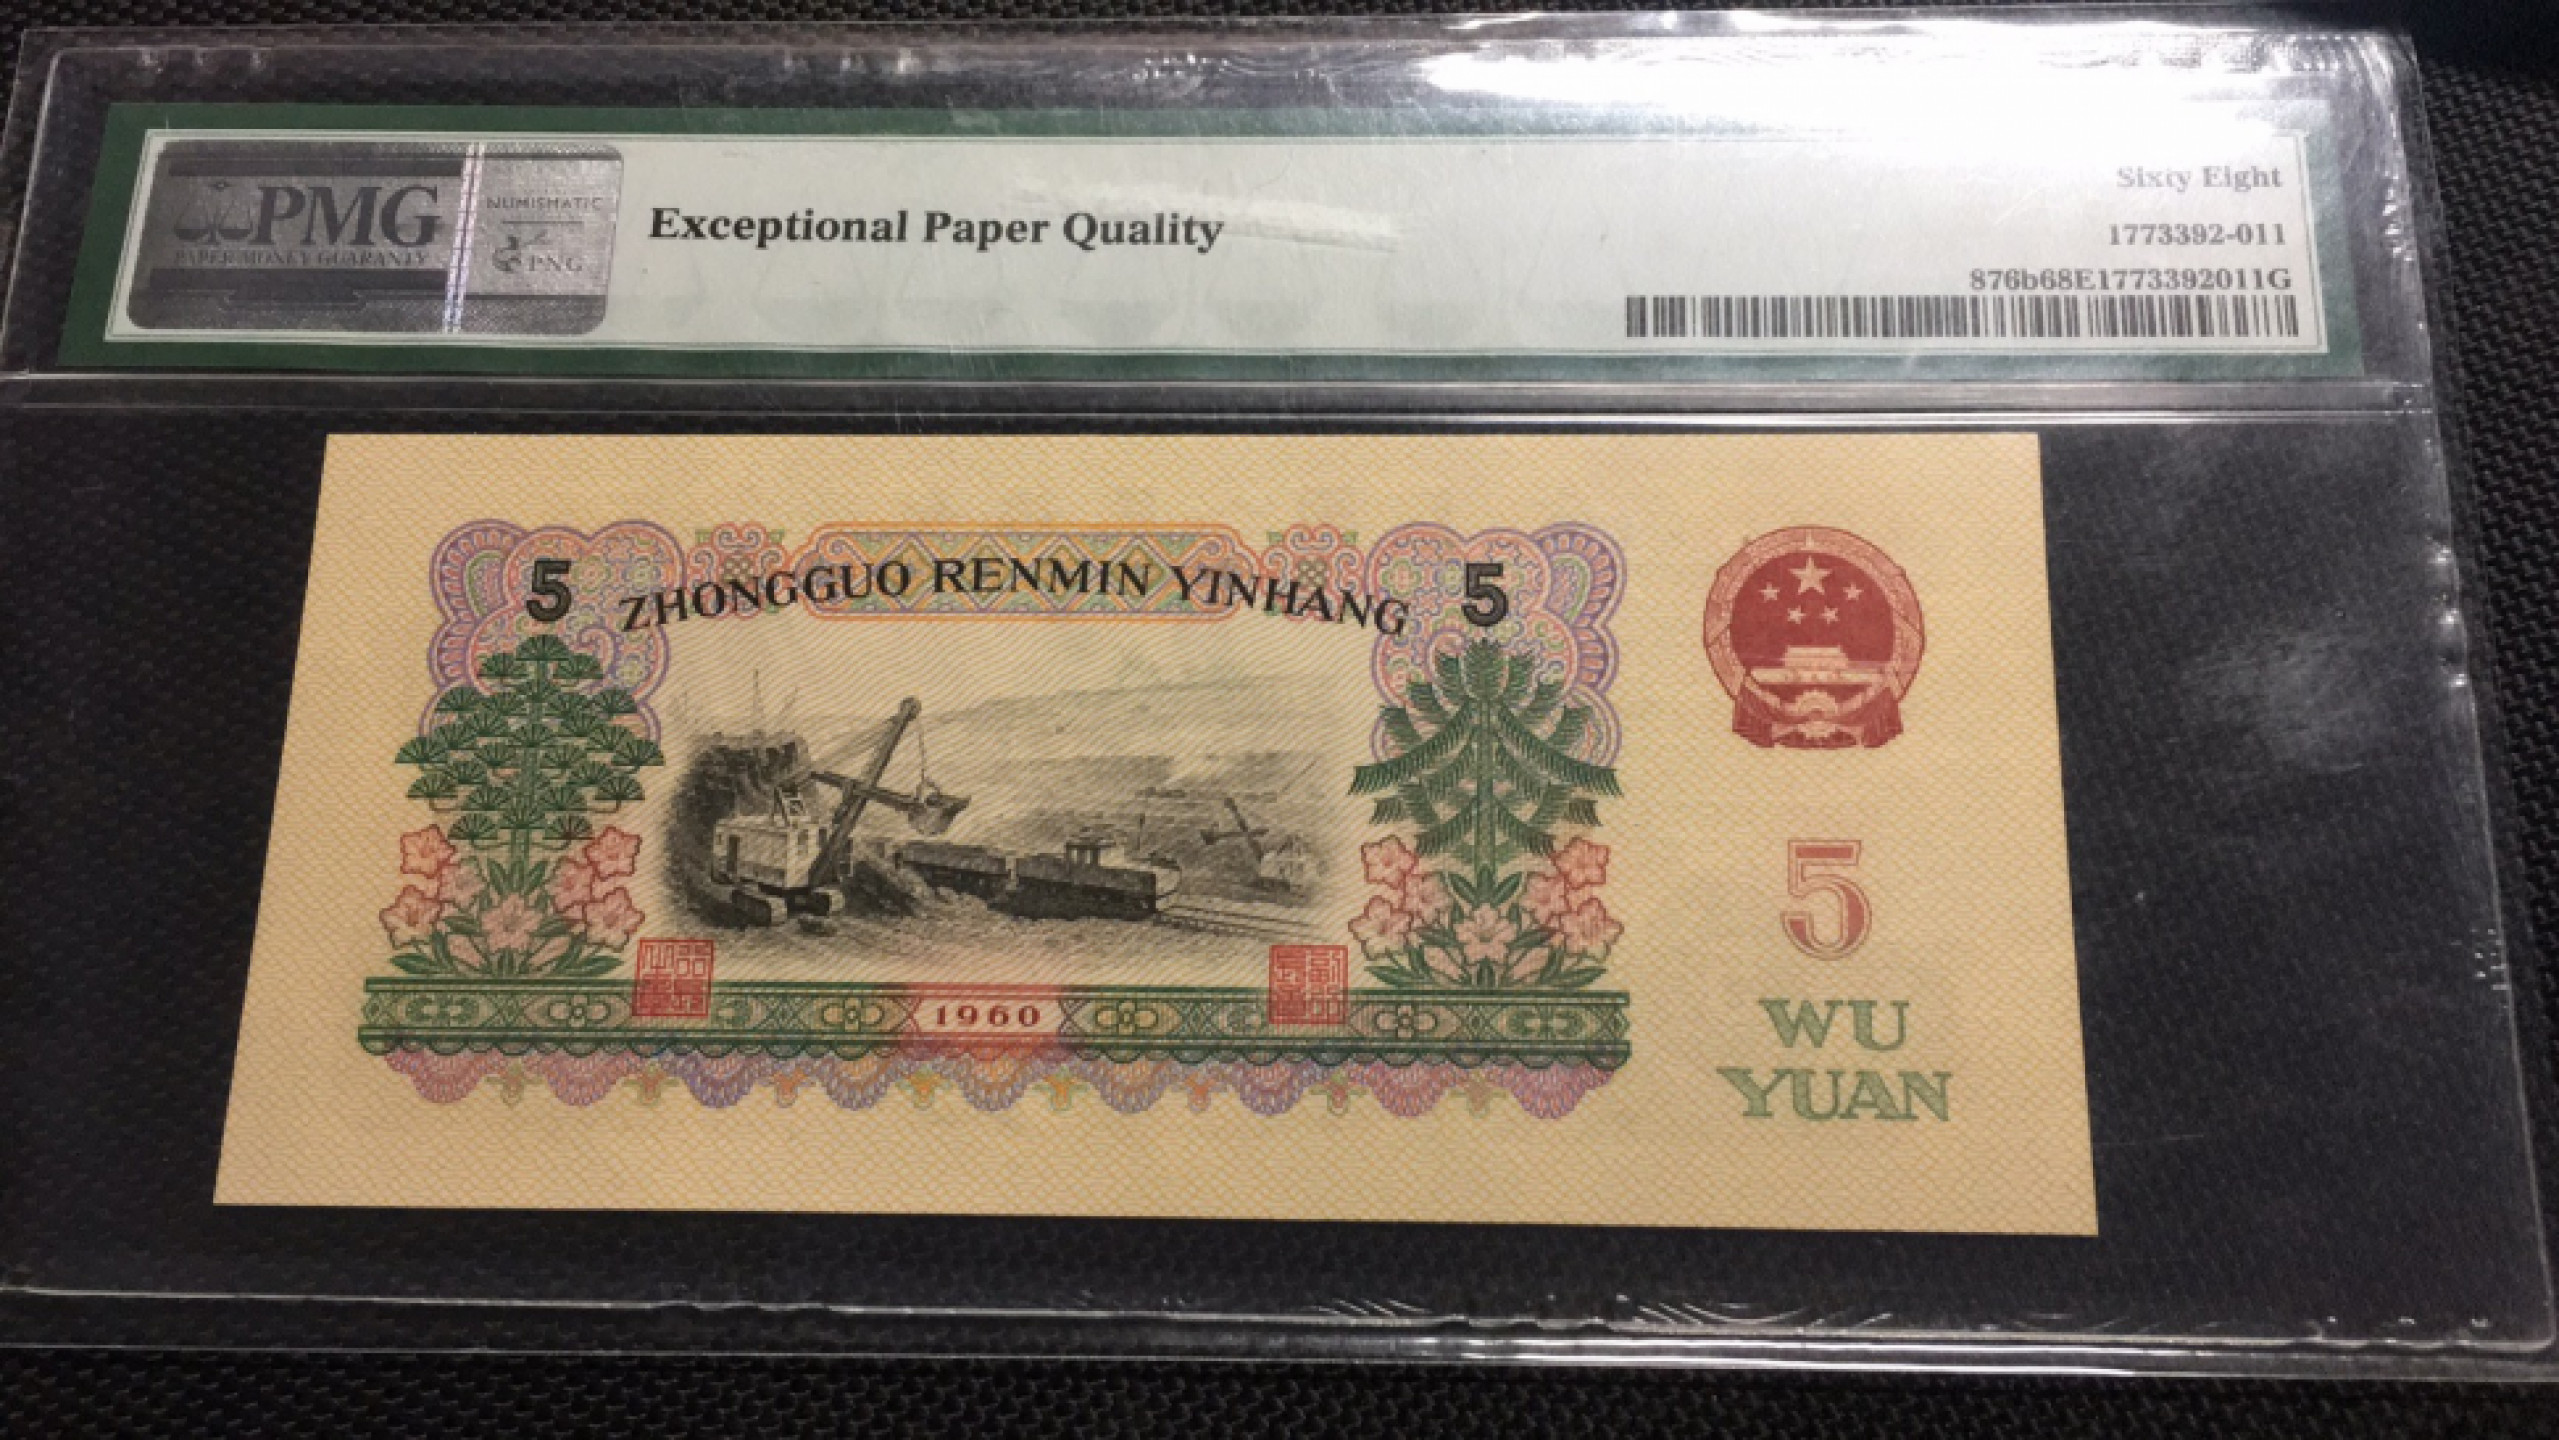 PMG
PAPER MONEY GUARANTY
NUMISMATIC
PNG
Exceptional Paper Quality
Sixty Eight
1773392-011
876b68E1773392011G
5 ZHONGGUO RENMIN YINHANG 5
1960
5
WU
YUAN